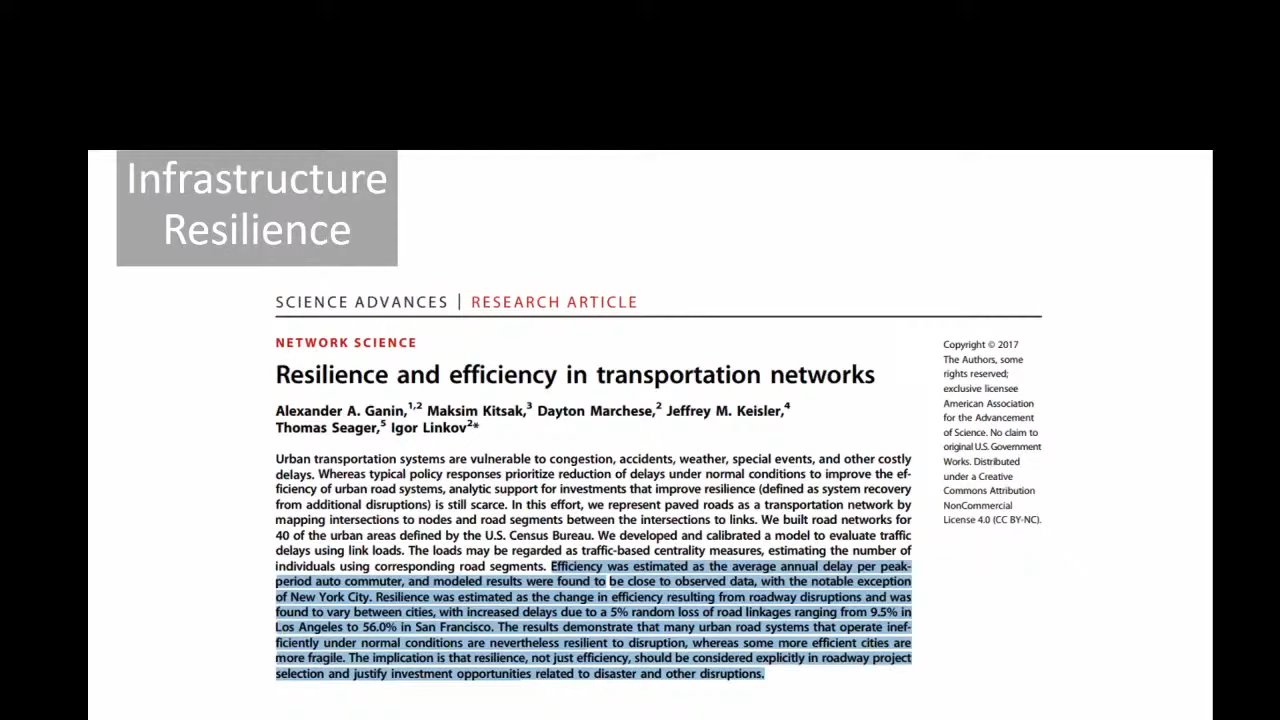 Infrastructure
Resilience
SCIENCE ADVANCES | RESEARCH ARTICLE
NETWORK SCIENCE
Resilience and efficiency in transportation networks
Alexander A. Ganin,1,2 Maksim Kitsak,3 Dayton Marchese,2 Jeffrey M. Keisler,4
Thomas Seager,5 Igor Linkov2*
Urban transportation systems are vulnerable to congestion, accidents, weather, special events, and other costly
delays. Whereas typical policy responses prioritize reduction of delays under normal conditions to improve the ef-
ficiency of urban road systems, analytic support for investments that improve resilience (defined as system recovery
from additional disruptions) is still scarce. In this effort, we represent paved roads as a transportation network by
mapping intersections to nodes and road segments between the intersections to links. We built road networks for
40 of the urban areas defined by the U.S. Census Bureau. We developed and calibrated a model to evaluate traffic
delays using link loads. The loads may be regarded as traffic-based centrality measures, estimating the number of
individuals using corresponding road segments. Efficiency was estimated as the average annual delay per peak-
period auto commuter, and modeled results were found to be close to observed data, with the notable exception
of New York City. Resilience was estimated as the change in efficiency resulting from roadway disruptions and was
found to vary between cities, with increased delays due to a 5% random loss of road linkages ranging from 9.5% in
Los Angeles to 56.0% in San Francisco. The results demonstrate that many urban road systems that operate inef-
ficiently under normal conditions are nevertheless resilient to disruption, whereas some more efficient cities are
more fragile. The implication is that resilience, not just efficiency, should be considered explicitly in roadway project
selection and justify investment opportunities related to disaster and other disruptions.
Copyright © 2017
The Authors, some
rights reserved;
exclusive licensee
American Association
for the Advancement
of Science. No claim to
original U.S. Government
Works. Distributed
under a Creative
Commons Attribution
NonCommercial
License 4.0 (CC BY-NC).